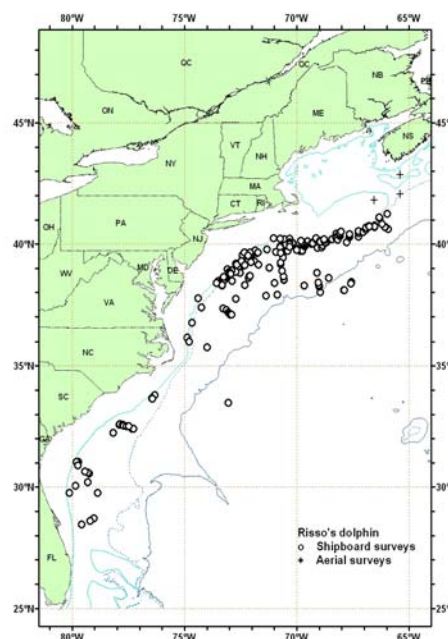 80°W 75°W 70°W 65°W
QC QC NB PE
ON ME NS
45°N 45°N
VT
NH
NY
MA
CT RI
PA
OH NJ
40°N 40°N
MD DE
WV
VA
NC
35°N 35°N
SC
GA
30°N 30°N
FL
Risso's dolphin
Shipboard surveys
Aerial surveys
25°N 25°N
80°W 75°W 70°W 65°W